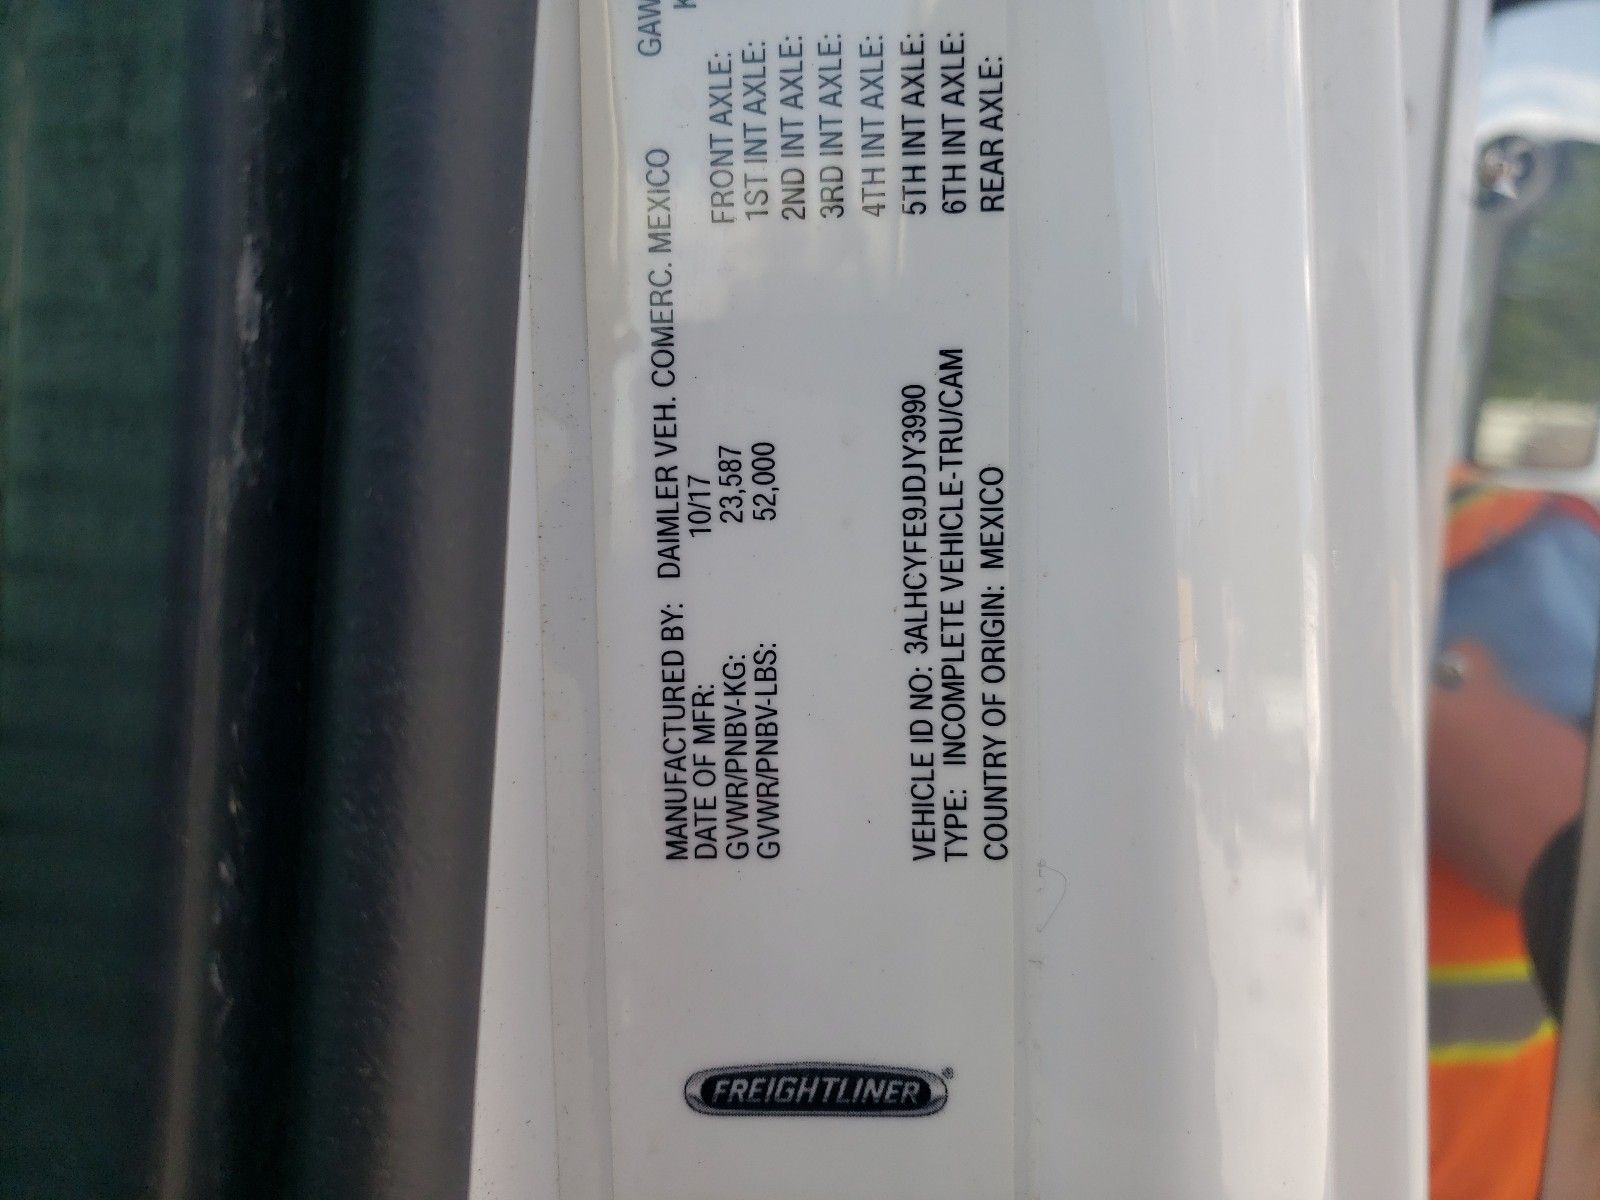 FREIGHTLINER®
MANUFACTURED BY: DAIMLER VEH. COMERC. MEXICO
DATE OF MFR: 10/17
GVWR/PNBV-KG: 23,587
GVWR/PNBV-LBS: 52,000
VEHICLE ID NO: 3ALHCYFE9JDJY3990
TYPE: INCOMPLETE VEHICLE-TRU/CAM
COUNTRY OF ORIGIN: MEXICO
GAW
K
FRONT AXLE:
1ST INT AXLE:
2ND INT AXLE:
3RD INT AXLE:
4TH INT AXLE:
5TH INT AXLE:
6TH INT AXLE:
REAR AXLE: